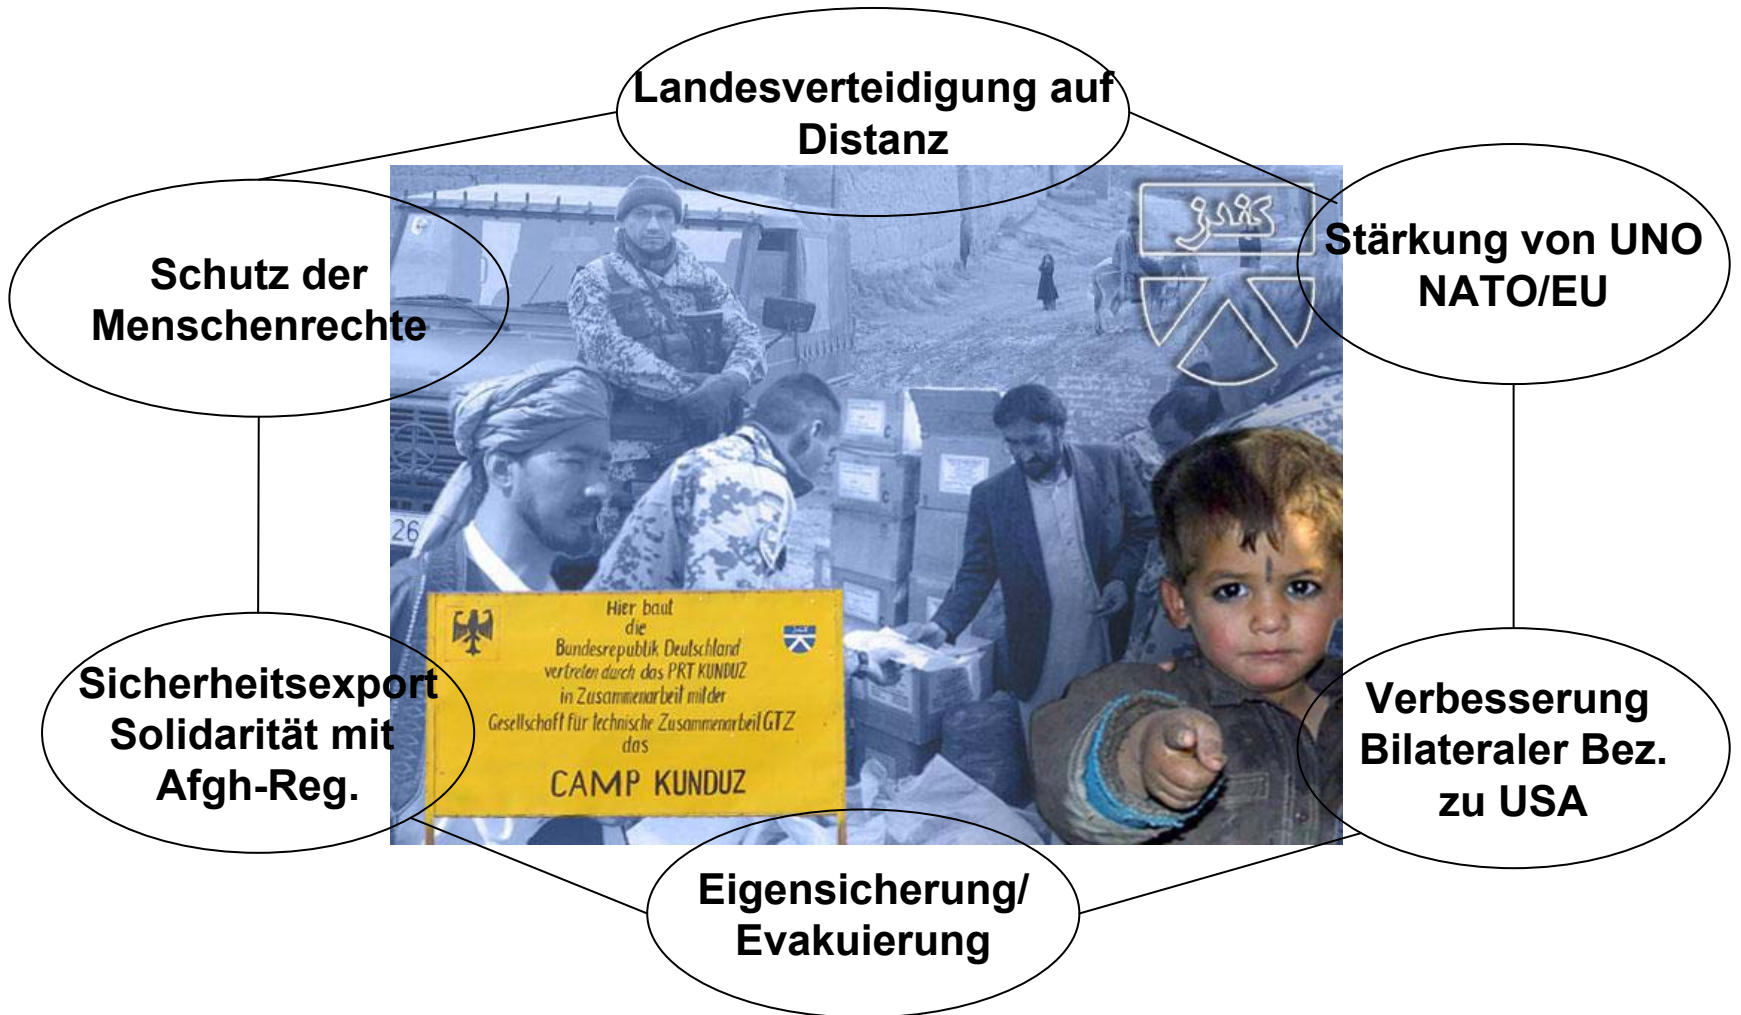 Landesverteidigung auf
Distanz
Schutz der
Menschenrechte
Stärkung von UNO
NATO/EU
کندز
26
Hier baut
die
Bundesrepublik Deutschland
vertreten durch das PRT KUNDUZ
in Zusammenarbeit mit der
Gesellschaft für technische Zusammenarbeit GTZ
das
CAMP KUNDUZ
Sicherheitsexport
Solidarität mit
Afgh-Reg.
Verbesserung
Bilateraler Bez.
zu USA
Eigensicherung/
Evakuierung